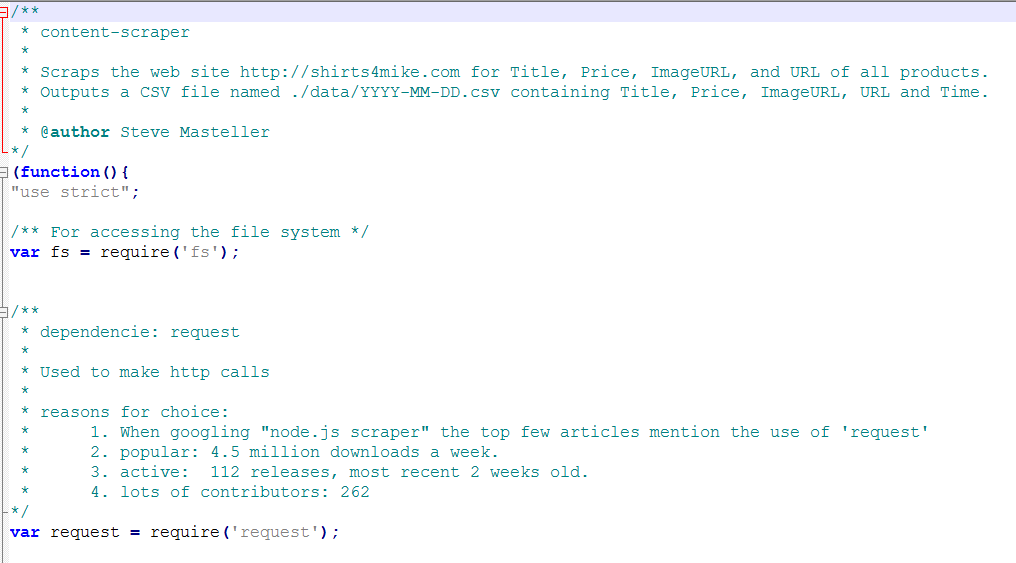 /**
 * content-scraper
 *
 * Scraps the web site http://shirts4mike.com for Title, Price, ImageURL, and URL of all products.
 * Outputs a CSV file named ./data/YYYY-MM-DD.csv containing Title, Price, ImageURL, URL and Time.
 *
 * @author Steve Masteller
*/
(function(){
"use strict";
/** For accessing the file system */
var fs = require('fs');
/**
 * dependencie: request
 *
 * Used to make http calls
 *
 * reasons for choice:
 *      1. When googling "node.js scraper" the top few articles mention the use of 'request'
 *      2. popular: 4.5 million downloads a week.
 *      3. active:  112 releases, most recent 2 weeks old.
 *      4. lots of contributors: 262
*/
var request = require('request');